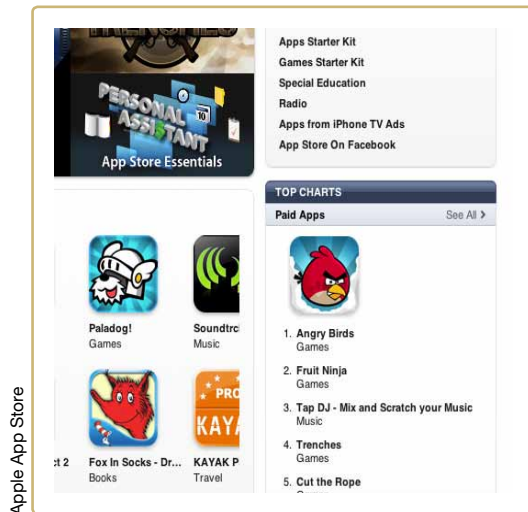 TRENCHES
PERSONAL
ASSISTANT
10
App Store Essentials
Apps Starter Kit
Games Starter Kit
Special Education
Radio
Apps from iPhone TV Ads
App Store On Facebook
TOP CHARTS
Paid Apps See All >
1. Angry Birds
Games
2. Fruit Ninja
Games
3. Tap DJ - Mix and Scratch your Music
Music
4. Trenches
Games
5. Cut the Rope
Paladog!
Games
Soundtrc
Music
PRO
KAYA
ct 2
Fox In Socks - Dr...
Books
KAYAK P
Travel
Apple App Store